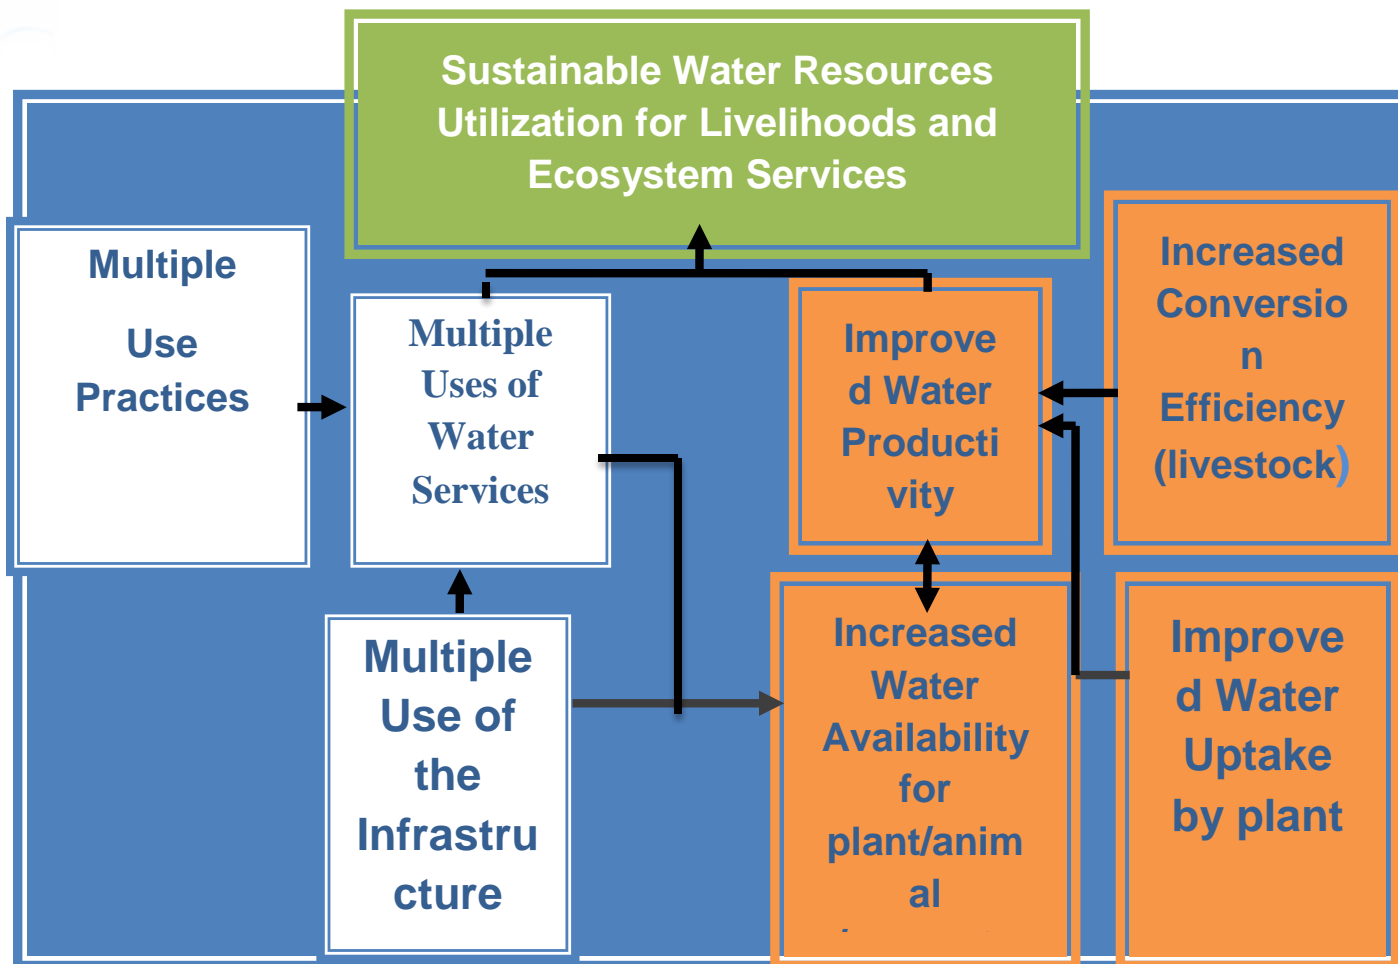 Sustainable Water Resources
Utilization for Livelihoods and
Ecosystem Services
Multiple
Use
Practices
Multiple
Uses of
Water
Services
Improve
d Water
Producti
vity
Increased
Conversio
n
Efficiency
(livestock)
Multiple
Use of
the
Infrastru
cture
Increased
Water
Availability
for
plant/anim
al
Improve
d Water
Uptake
by plant